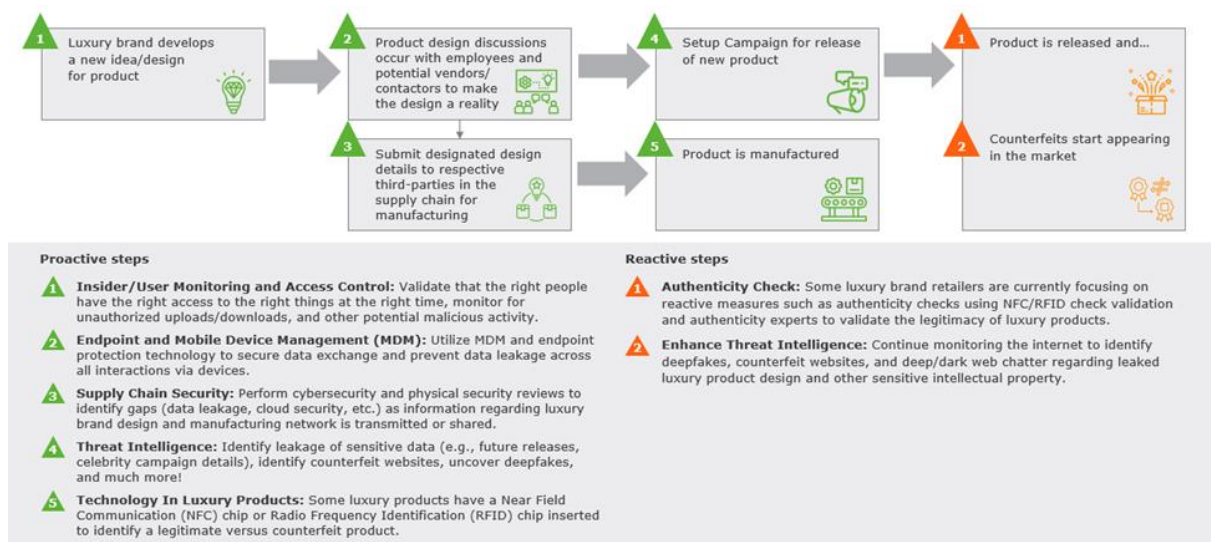 1
Luxury brand develops
a new idea/design
for product
2
Product design discussions
occur with employees and
potential vendors/
contactors to make
the design a reality
3
Submit designated design
details to respective
third-parties in the
supply chain for
manufacturing
4
Setup Campaign for release
of new product
5
Product is manufactured
1
Product is released and...
2
Counterfeits start appearing
in the market
Proactive steps
1 Insider/User Monitoring and Access Control: Validate that the right people
have the right access to the right things at the right time, monitor for
unauthorized uploads/downloads, and other potential malicious activity.
2 Endpoint and Mobile Device Management (MDM): Utilize MDM and endpoint
protection technology to secure data exchange and prevent data leakage across
all interactions via devices.
3 Supply Chain Security: Perform cybersecurity and physical security reviews to
identify gaps (data leakage, cloud security, etc.) as information regarding luxury
brand design and manufacturing network is transmitted or shared.
4 Threat Intelligence: Identify leakage of sensitive data (e.g., future releases,
celebrity campaign details), identify counterfeit websites, uncover deepfakes,
and much more!
5 Technology In Luxury Products: Some luxury products have a Near Field
Communication (NFC) chip or Radio Frequency Identification (RFID) chip inserted
to identify a legitimate versus counterfeit product.
Reactive steps
1 Authenticity Check: Some luxury brand retailers are currently focusing on
reactive measures such as authenticity checks using NFC/RFID check validation
and authenticity experts to validate the legitimacy of luxury products.
2 Enhance Threat Intelligence: Continue monitoring the internet to identify
deepfakes, counterfeit websites, and deep/dark web chatter regarding leaked
luxury product design and other sensitive intellectual property.